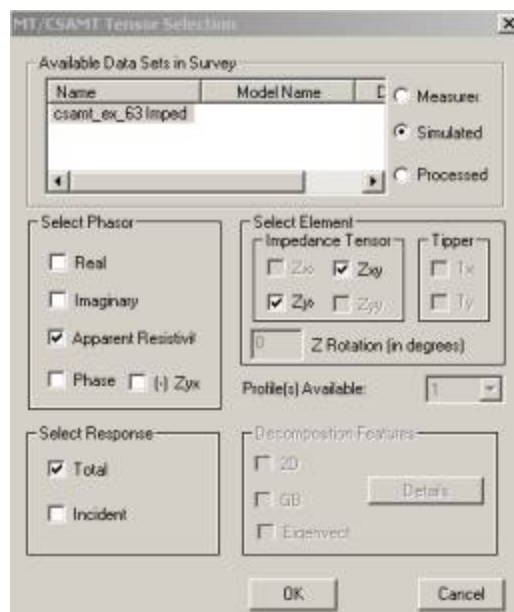 MT/CSAMT Tensor Selection
Available Data Sets in Survey
Name Model Name D
csamt_ex_63 Imped
Measurer
Simulated
Processed
Select Phasor
Real
Imaginary
Apparent Resistivit
Phase (-) Zyx
Select Element
Impedance Tensor
Zxx Zxy
Zyx Zyy
Tipper
Tx
Ty
0 Z Rotation (in degrees)
Profile(s) Available: 1
Select Response
Total
Incident
Decomposition Features
2D
GB
Eigenvect
Details
OK Cancel